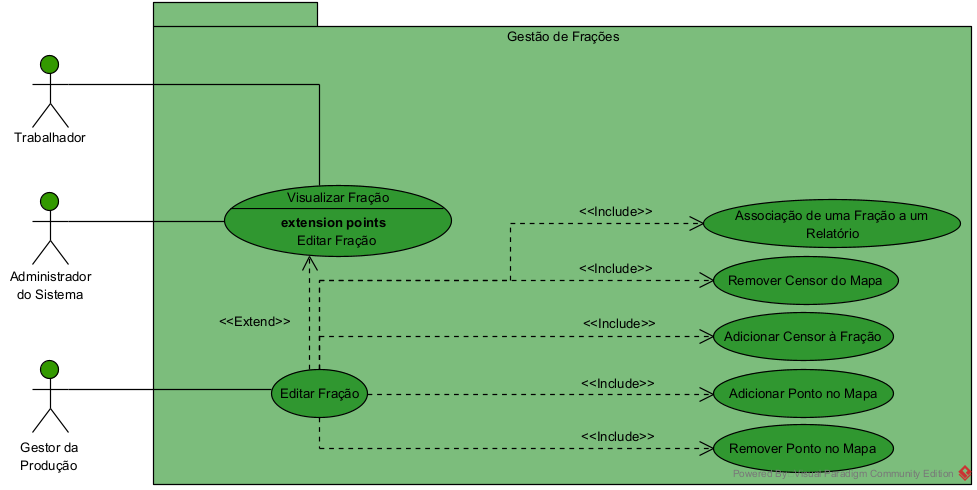 Gestão de Frações
Trabalhador
Visualizar Fração
extension points
Editar Fração
Administrador
do Sistema
<<Include>>
Associação de uma Fração a um
Relatório
<<Include>>
Remover Censor do Mapa
<<Extend>>
<<Include>>
Adicionar Censor à Fração
Editar Fração
<<Include>>
Adicionar Ponto no Mapa
Gestor da
Produção
<<Include>>
Remover Ponto no Mapa
Powered By: Visual Paradigm Community Edition